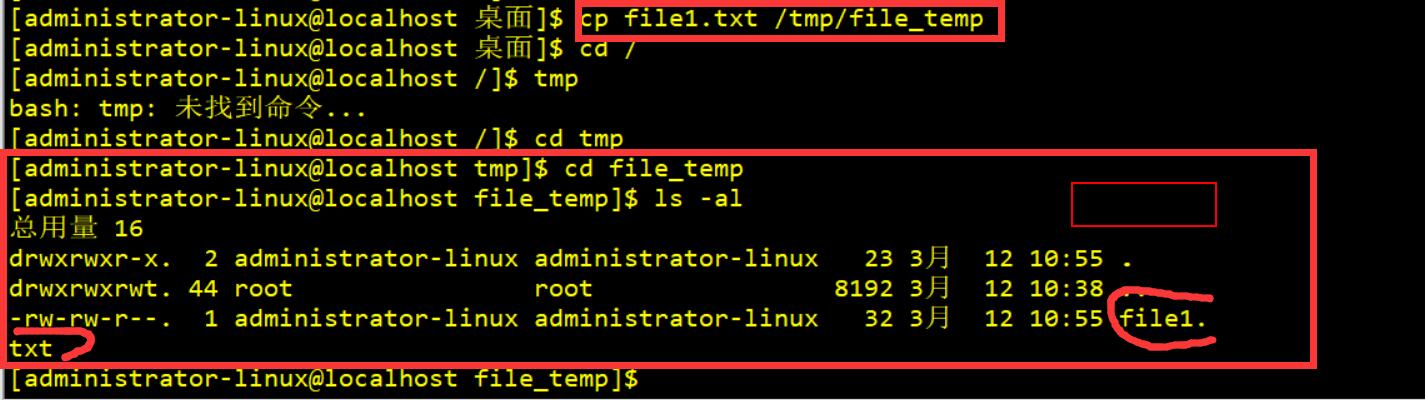 [administrator-linux@localhost 桌面]$ cp file1.txt /tmp/file_temp
[administrator-linux@localhost 桌面]$ cd /
[administrator-linux@localhost /]$ tmp
bash: tmp: 未找到命令...
[administrator-linux@localhost /]$ cd tmp
[administrator-linux@localhost tmp]$ cd file_temp
[administrator-linux@localhost file_temp]$ ls -al
总用量 16
drwxrwxr-x.  2 administrator-linux administrator-linux   23 3月  12 10:55 .
drwxrwxrwt. 44 root                root                8192 3月  12 10:38 ..
-rw-rw-r--.  1 administrator-linux administrator-linux   32 3月  12 10:55 file1.
txt
[administrator-linux@localhost file_temp]$